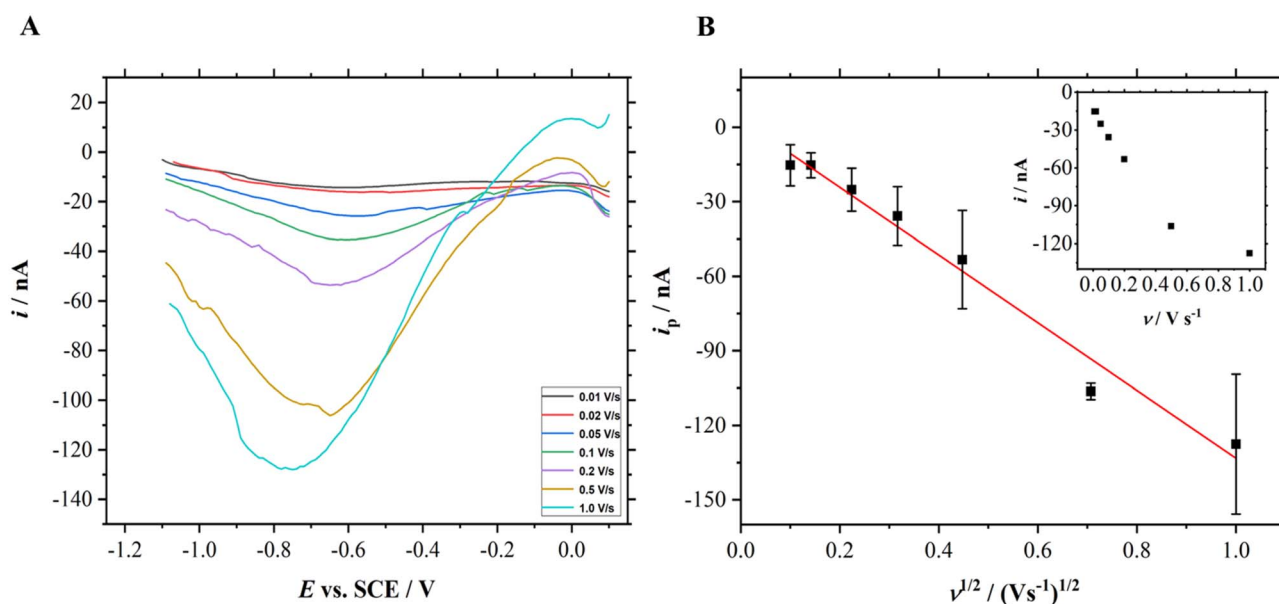 A
20
0
-20
-40
-60
-80
-100
-120
-140
-1.2
-1.0
-0.8
-0.6
-0.4
-0.2
0.0
i / nA
E vs. SCE / V
0.01 V/s
0.02 V/s
0.05 V/s
0.1 V/s
0.2 V/s
0.5 V/s
1.0 V/s
B
0
-30
-60
-90
-120
-150
0.0
0.2
0.4
0.6
0.8
1.0
iₚ / nA
ν¹/² / (Vs⁻¹)¹/²
0
-30
-60
-90
-120
0.0 0.2 0.4 0.6 0.8 1.0
i / nA
ν / V s⁻¹